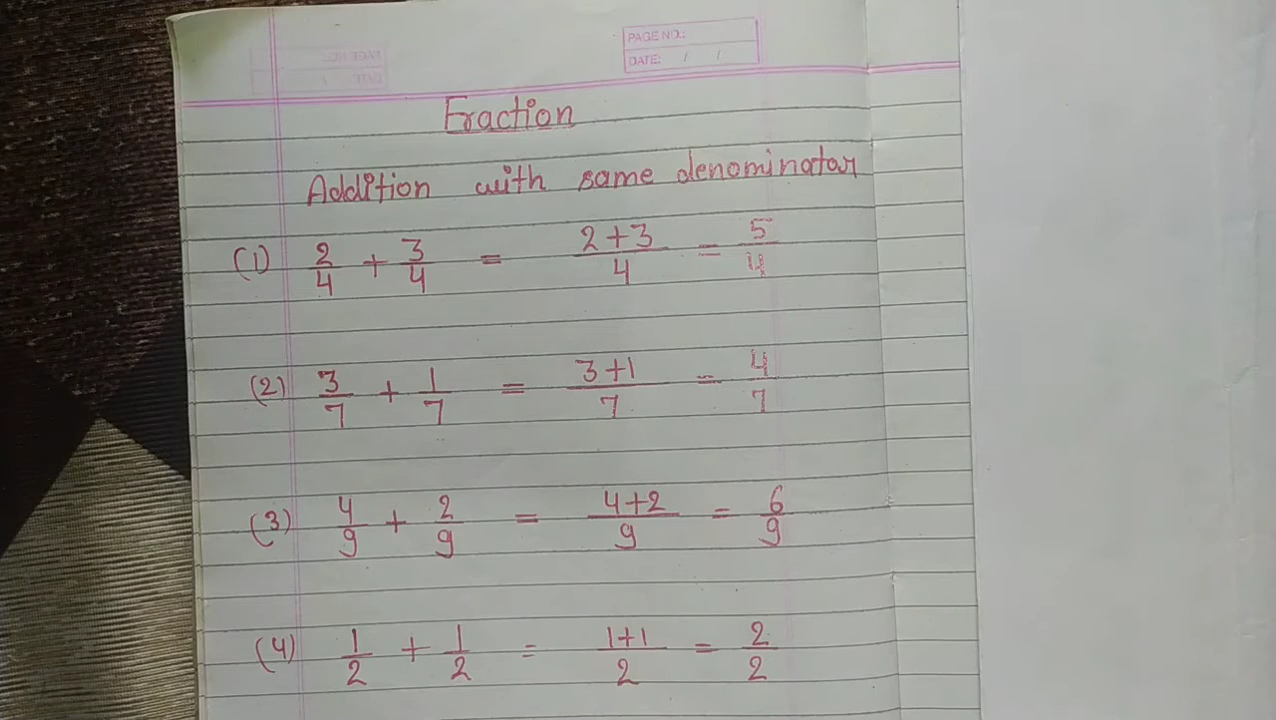 PAGE NO.:
DATE: / /
Fraction
Addition with same denominator
(1) 2/4 + 3/4 = 2+3/4 = 5/4
(2) 3/7 + 1/7 = 3+1/7 = 4/7
(3) 4/9 + 2/9 = 4+2/9 = 6/9
(4) 1/2 + 1/2 = 1+1/2 = 2/2